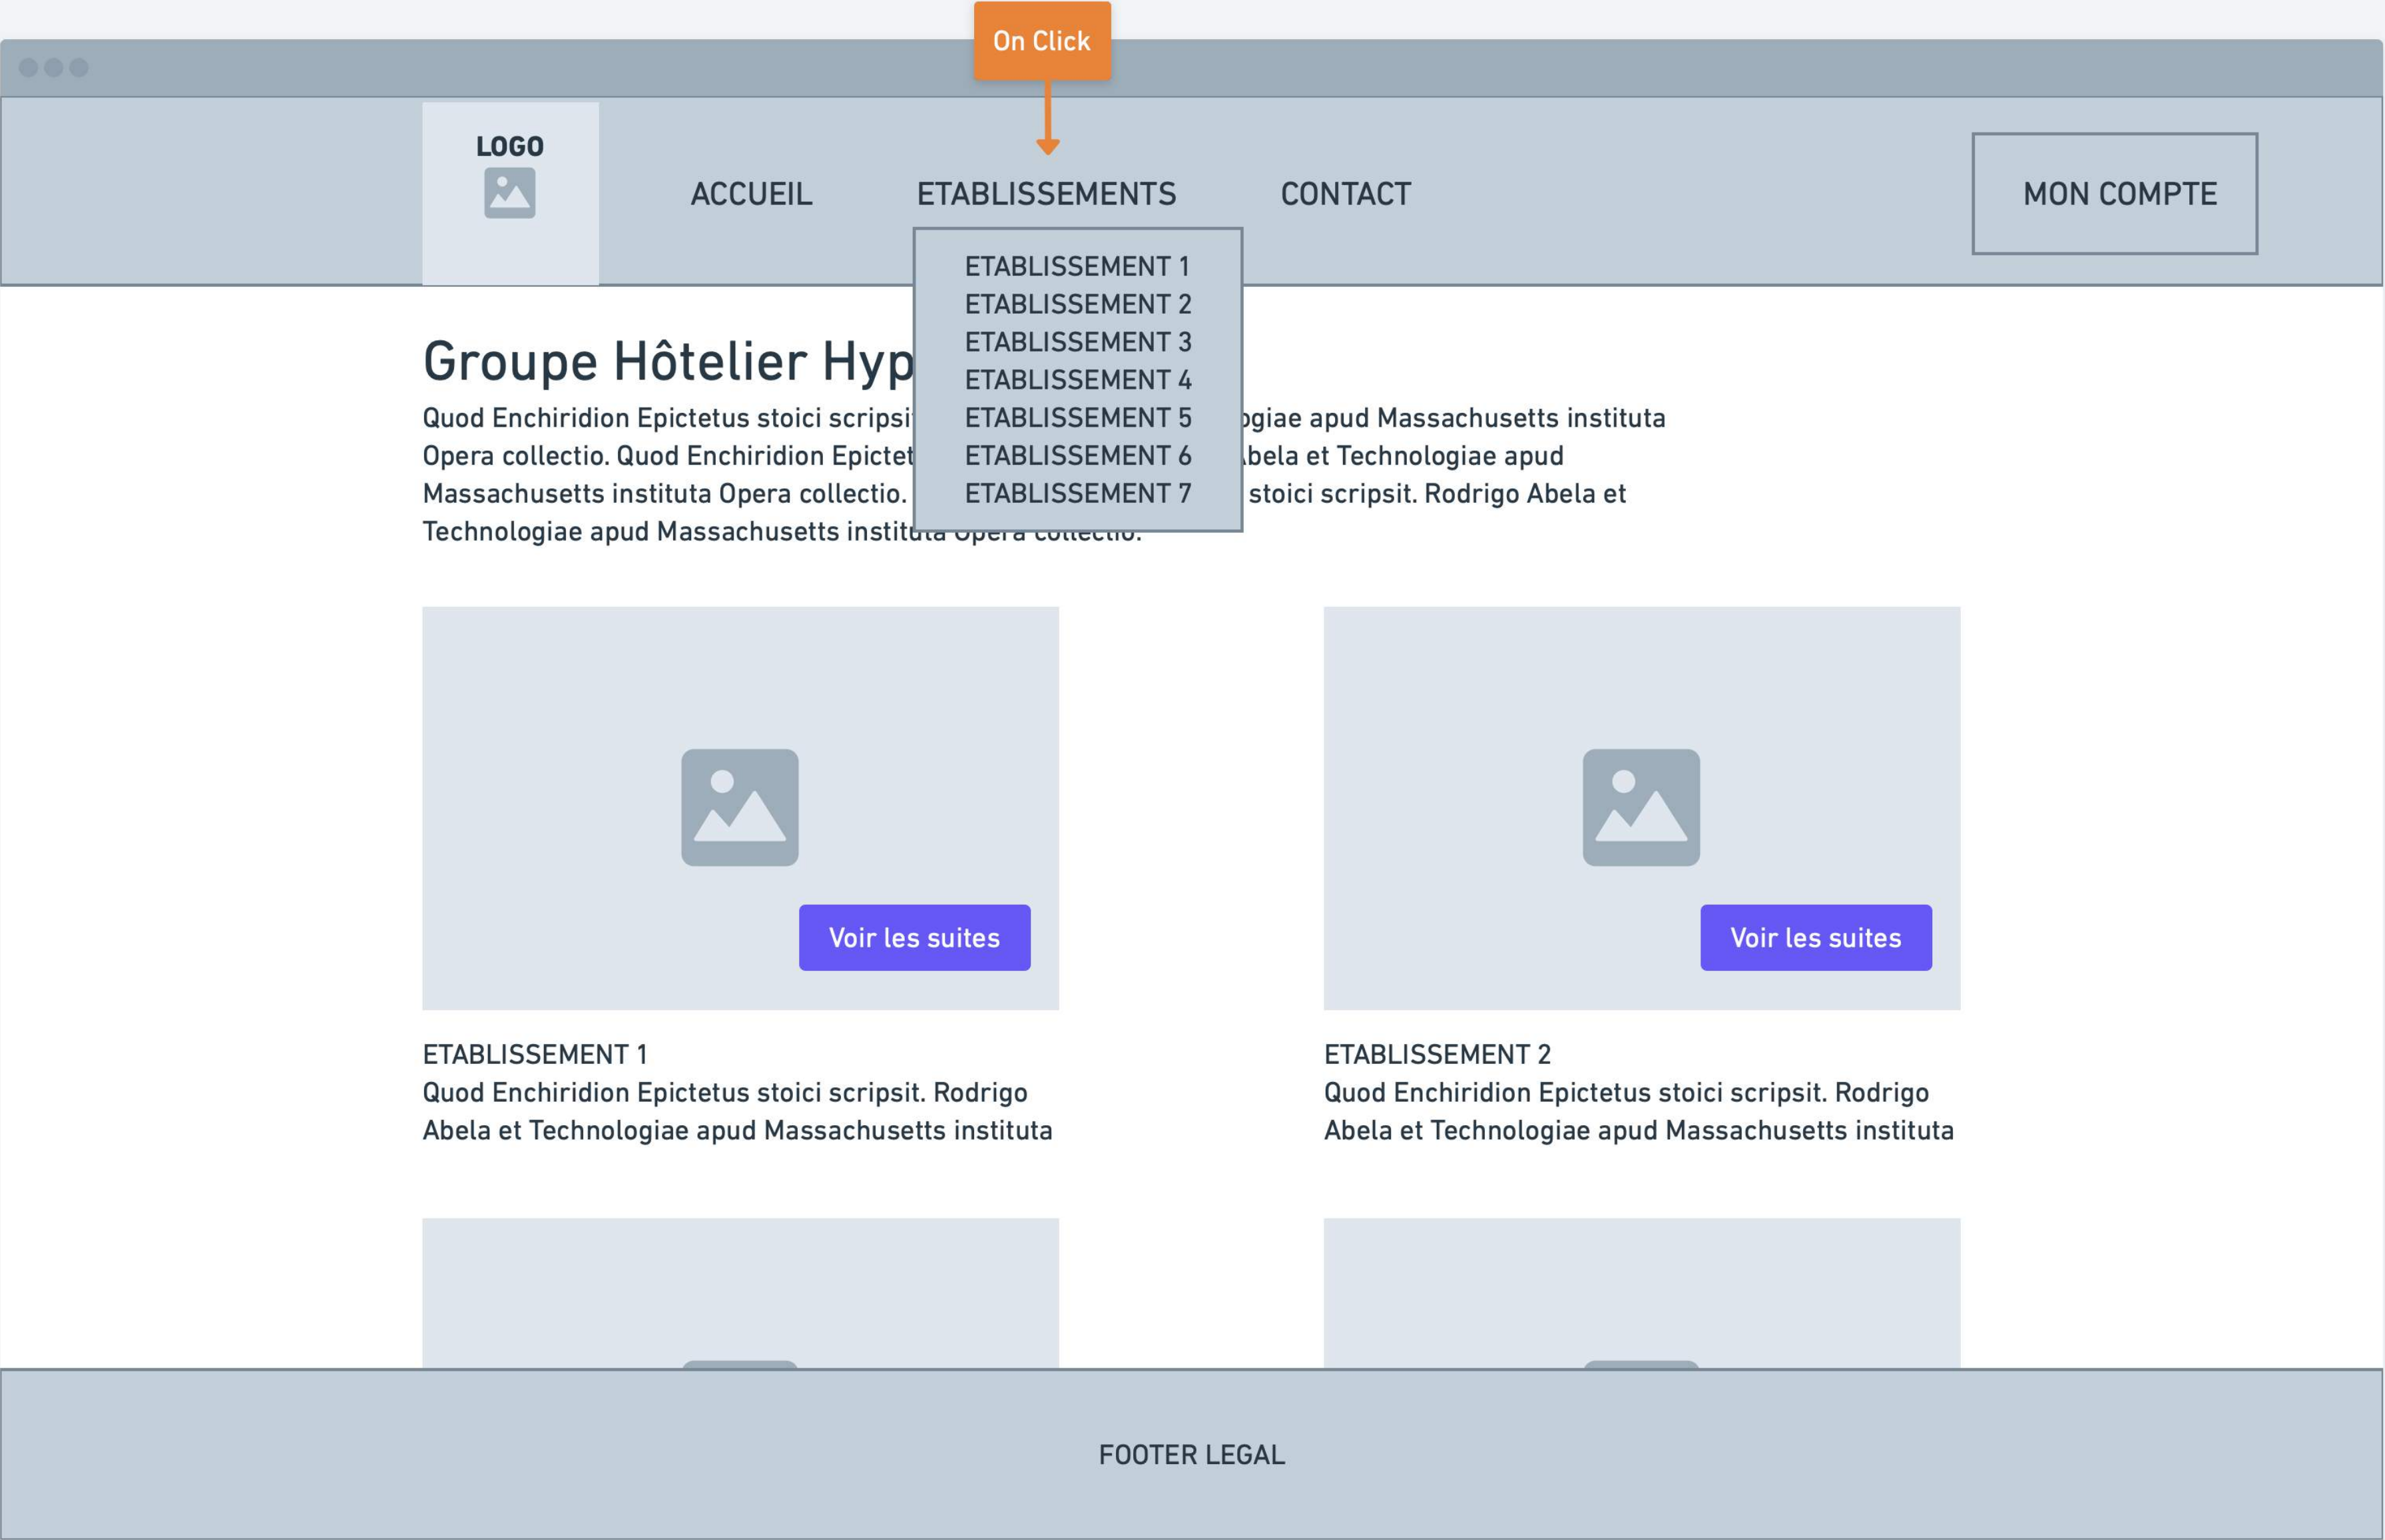 On Click
LOGO
ACCUEIL
ETABLISSEMENTS
CONTACT
MON COMPTE
ETABLISSEMENT 1
ETABLISSEMENT 2
ETABLISSEMENT 3
ETABLISSEMENT 4
ETABLISSEMENT 5
ETABLISSEMENT 6
ETABLISSEMENT 7
Groupe Hôtelier Hyp
Quod Enchiridion Epictetus stoici scripsi ogiae apud Massachusetts instituta
Opera collectio. Quod Enchiridion Epictet bela et Technologiae apud
Massachusetts instituta Opera collectio. stoici scripsit. Rodrigo Abela et
Technologiae apud Massachusetts instituta Opera collectio.
Voir les suites
Voir les suites
ETABLISSEMENT 1
Quod Enchiridion Epictetus stoici scripsit. Rodrigo
Abela et Technologiae apud Massachusetts instituta
ETABLISSEMENT 2
Quod Enchiridion Epictetus stoici scripsit. Rodrigo
Abela et Technologiae apud Massachusetts instituta
FOOTER LEGAL